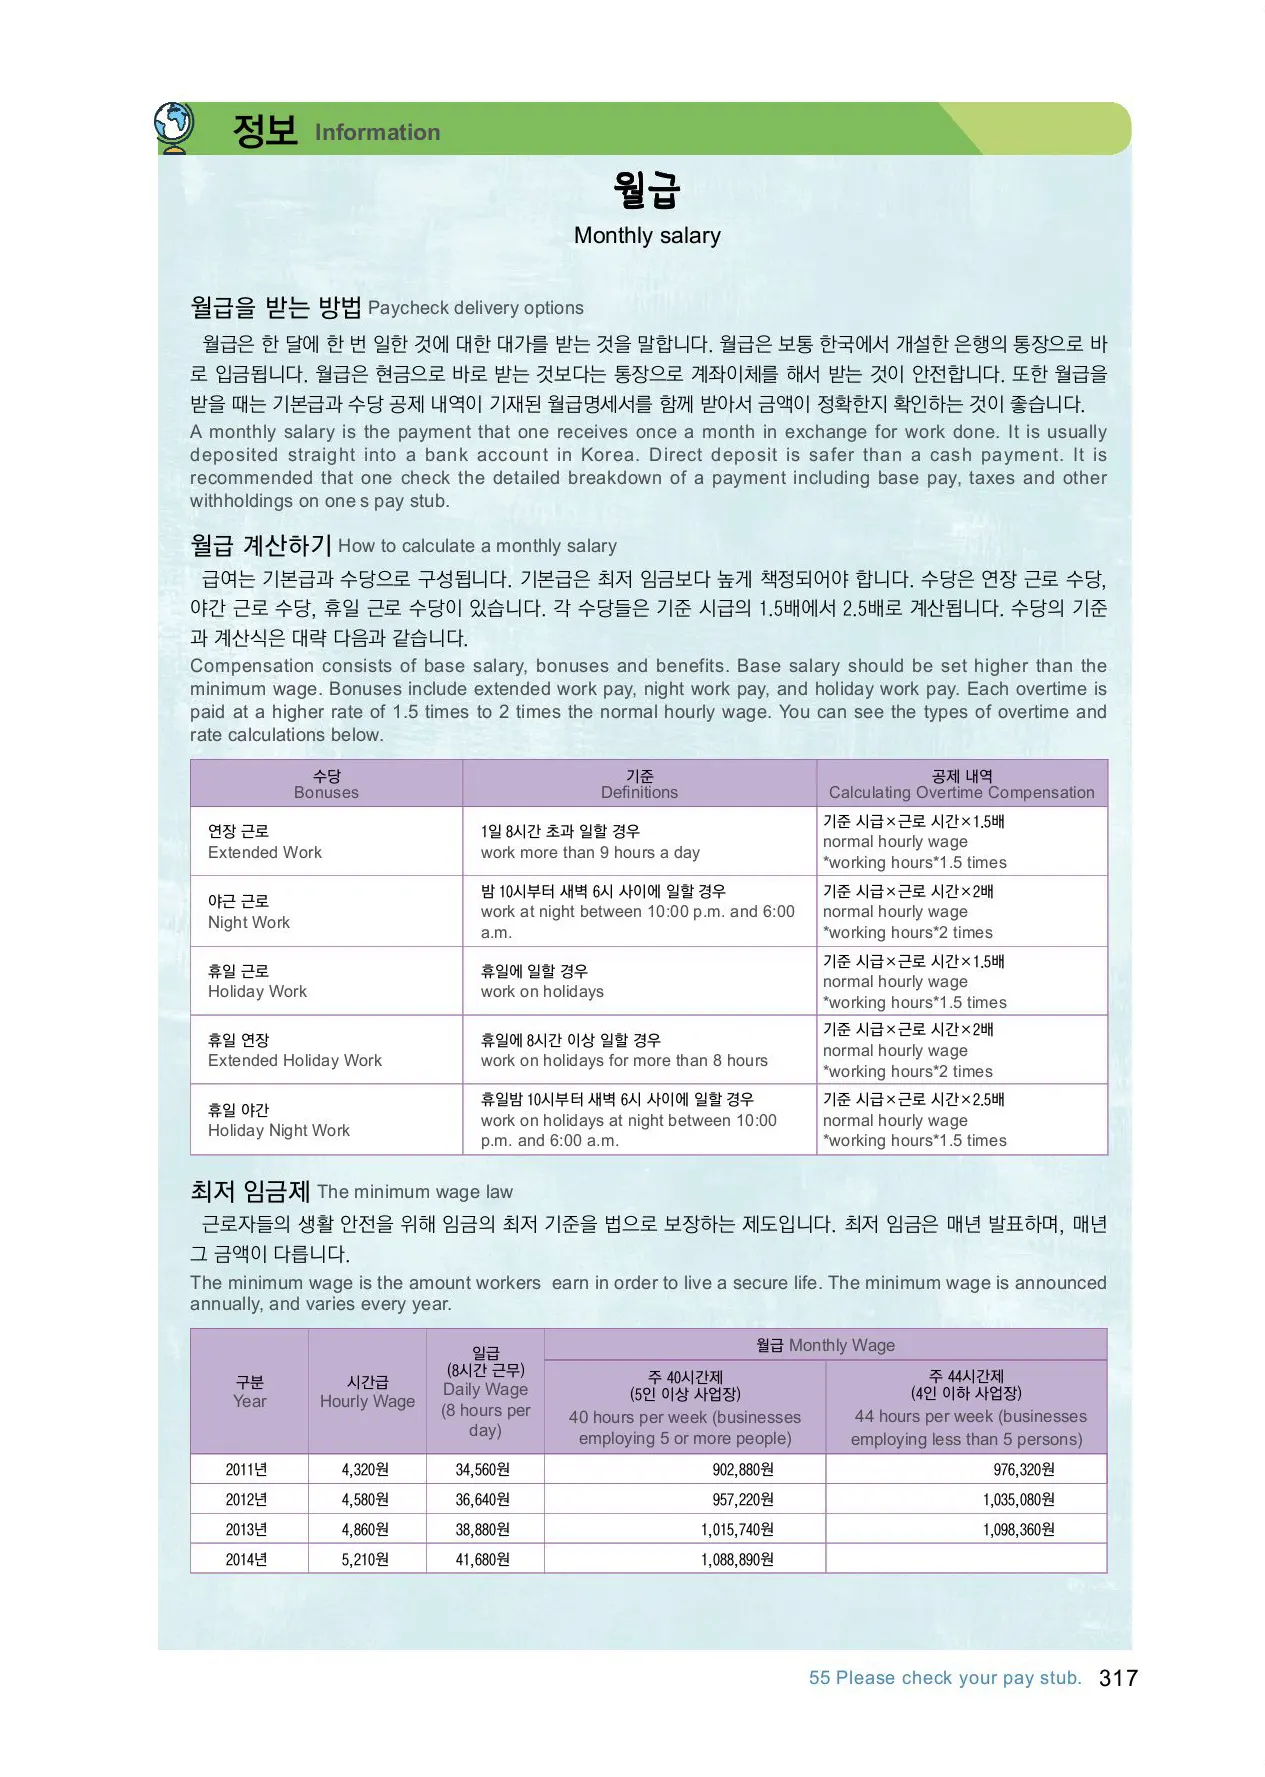 정보 Information
월급
Monthly salary
월급을 받는 방법 Paycheck delivery options
월급은 한 달에 한 번 일한 것에 대한 대가를 받는 것을 말합니다. 월급은 보통 한국에서 개설한 은행의 통장으로 바
로 입금됩니다. 월급은 현금으로 바로 받는 것보다는 통장으로 계좌이체를 해서 받는 것이 안전합니다. 또한 월급을
받을 때는 기본급과 수당 공제 내역이 기재된 월급명세서를 함께 받아서 금액이 정확한지 확인하는 것이 좋습니다.
A monthly salary is the payment that one receives once a month in exchange for work done. It is usually
deposited straight into a bank account in Korea. Direct deposit is safer than a cash payment. It is
recommended that one check the detailed breakdown of a payment including base pay, taxes and other
withholdings on one s pay stub.
월급 계산하기 How to calculate a monthly salary
급여는 기본급과 수당으로 구성됩니다. 기본급은 최저 임금보다 높게 책정되어야 합니다. 수당은 연장 근로 수당,
야간 근로 수당, 휴일 근로 수당이 있습니다. 각 수당들은 기준 시급의 1.5배에서 2.5배로 계산됩니다. 수당의 기준
과 계산식은 대략 다음과 같습니다.
Compensation consists of base salary, bonuses and benefits. Base salary should be set higher than the
minimum wage. Bonuses include extended work pay, night work pay, and holiday work pay. Each overtime is
paid at a higher rate of 1.5 times to 2 times the normal hourly wage. You can see the types of overtime and
rate calculations below.
수당 기준 공제 내역
Bonuses Definitions Calculating Overtime Compensation
연장 근로 1일 8시간 초과 일할 경우 기준 시급×근로 시간×1.5배
Extended Work work more than 9 hours a day normal hourly wage
*working hours*1.5 times
야근 근로 밤 10시부터 새벽 6시 사이에 일할 경우 기준 시급×근로 시간×2배
Night Work work at night between 10:00 p.m. and 6:00 normal hourly wage
a.m. *working hours*2 times
휴일 근로 휴일에 일할 경우 기준 시급×근로 시간×1.5배
Holiday Work work on holidays normal hourly wage
*working hours*1.5 times
휴일 연장 휴일에 8시간 이상 일할 경우 기준 시급×근로 시간×2배
Extended Holiday Work work on holidays for more than 8 hours normal hourly wage
*working hours*2 times
휴일 야간 휴일밤 10시부터 새벽 6시 사이에 일할 경우 기준 시급×근로 시간×2.5배
Holiday Night Work work on holidays at night between 10:00 normal hourly wage
p.m. and 6:00 a.m. *working hours*1.5 times
최저 임금제 The minimum wage law
근로자들의 생활 안전을 위해 임금의 최저 기준을 법으로 보장하는 제도입니다. 최저 임금은 매년 발표하며, 매년
그 금액이 다릅니다.
The minimum wage is the amount workers earn in order to live a secure life. The minimum wage is announced
annually, and varies every year.
구분
Year
시간급
Hourly Wage
일급
(8시간 근무)
Daily Wage
(8 hours per
day)
월급 Monthly Wage
주 40시간제
(5인 이상 사업장)
40 hours per week (businesses
employing 5 or more people)
주 44시간제
(4인 이하 사업장)
44 hours per week (businesses
employing less than 5 persons)
2011년 4,320원 34,560원 902,880원 976,320원
2012년 4,580원 36,640원 957,220원 1,035,080원
2013년 4,860원 38,880원 1,015,740원 1,098,360원
2014년 5,210원 41,680원 1,088,890원
55 Please check your pay stub. 317